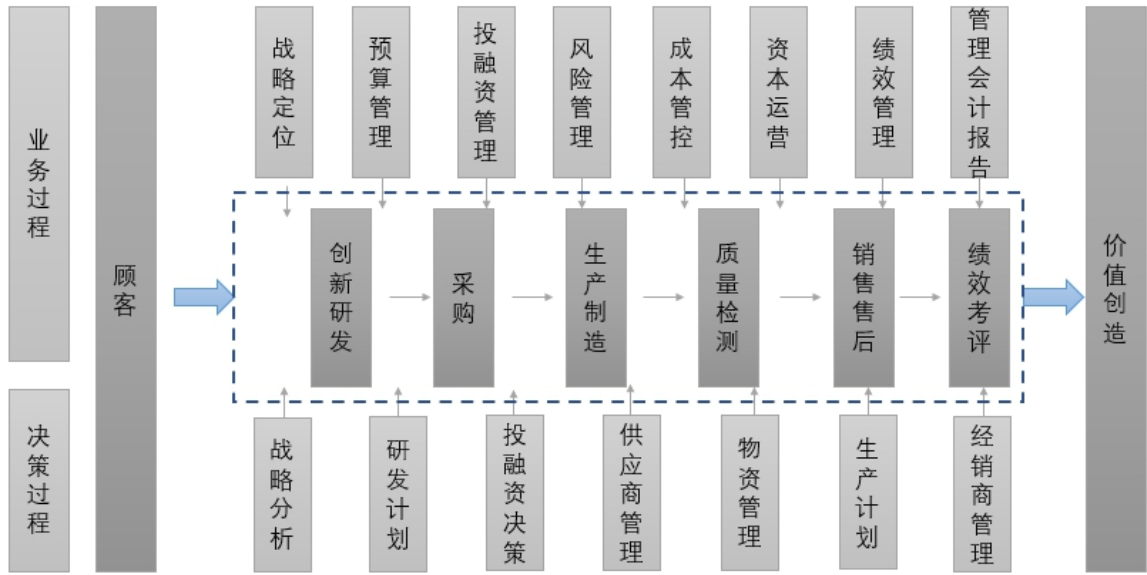 业务过程
决策过程
顾客
战略定位
预算管理
投融资管理
风险管理
成本管控
资本运营
绩效管理
管理会计报告
创新研发
采购
生产制造
质量检测
销售售后
绩效考评
战略分析
研发计划
投融资决策
供应商管理
物资管理
生产计划
经销商管理
价值创造